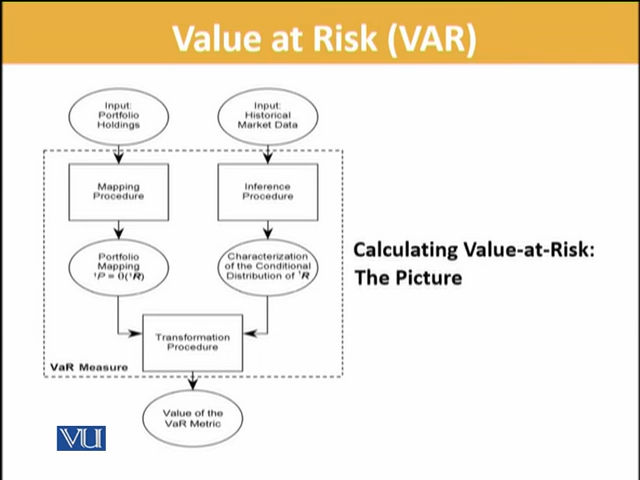 Value at Risk (VAR)
Input:
Portfolio
Holdings
Input:
Historical
Market Data
Mapping
Procedure
Inference
Procedure
Portfolio
Mapping
¹P = θ(¹R)
Characterization
of the Conditional
Distribution of ¹R
Calculating Value-at-Risk:
The Picture
Transformation
Procedure
VaR Measure
Value of the
VaR Metric
VU